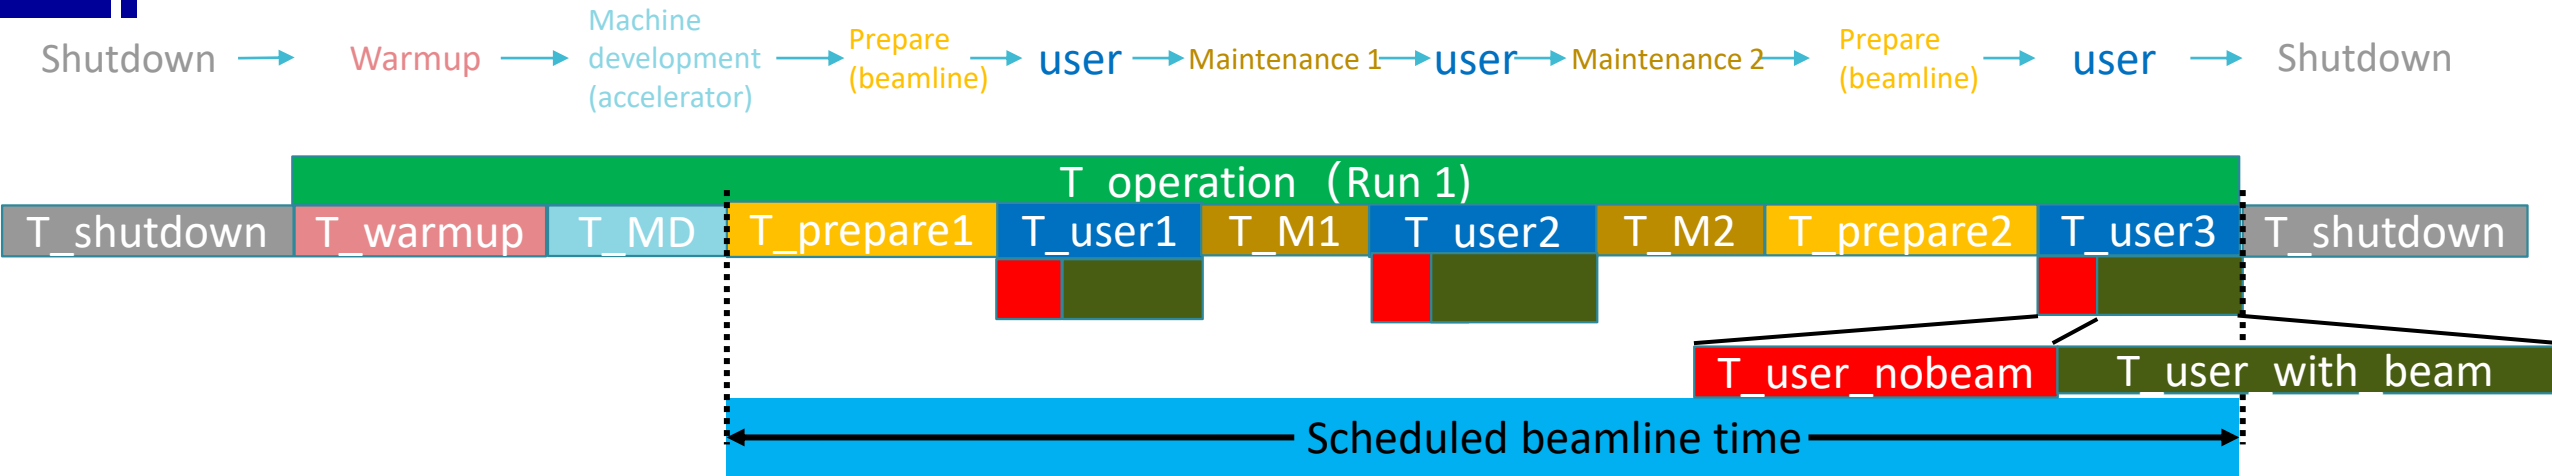 Shutdown
Warmup
Machine
development
(accelerator)
Prepare
(beamline)
user
Maintenance 1
user
Maintenance 2
Prepare
(beamline)
user
Shutdown
T_operation（Run 1)
T_shutdown
T_warmup
T_MD
T_prepare1
T_user1
T_M1
T_user2
T_M2
T_prepare2
T_user3
T_shutdown
T_user_nobeam
T_user_with_beam
Scheduled beamline time